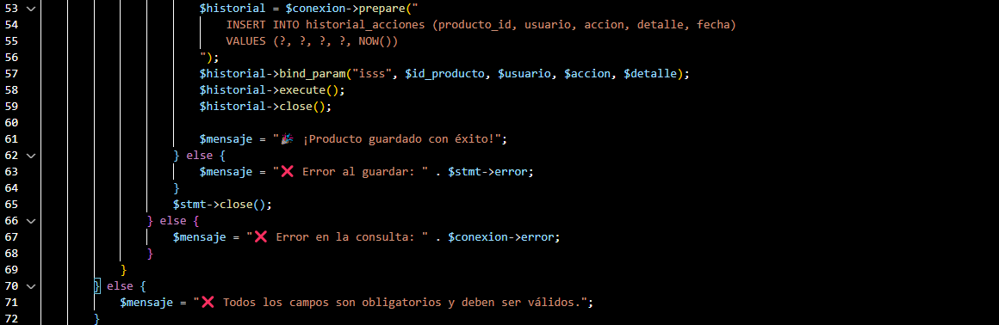 53 $historial = $conexion->prepare("
54 INSERT INTO historial_acciones (producto_id, usuario, accion, detalle, fecha)
55 VALUES (?, ?, ?, ?, NOW())
56 ");
57 $historial->bind_param("isss", $id_producto, $usuario, $accion, $detalle);
58 $historial->execute();
59 $historial->close();
60
61 $mensaje = "🎉 ¡Producto guardado con éxito!";
62 } else {
63 $mensaje = "❌ Error al guardar: " . $stmt->error;
64 }
65 $stmt->close();
66 } else {
67 $mensaje = "❌ Error en la consulta: " . $conexion->error;
68 }
69 }
70 } else {
71 $mensaje = "❌ Todos los campos son obligatorios y deben ser válidos.";
72 }